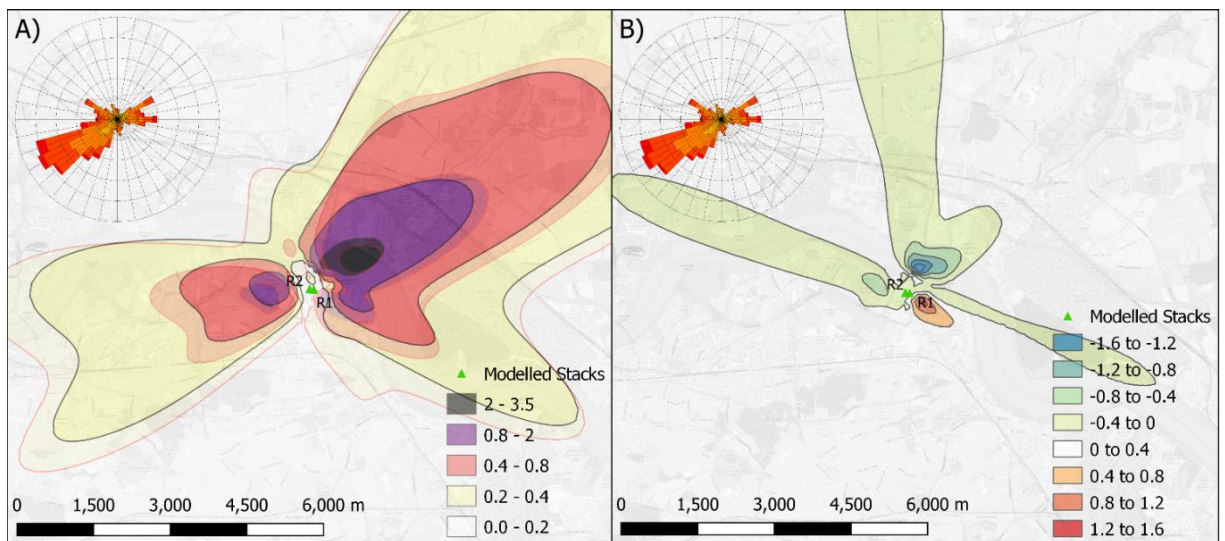 A)
R2
R1
Modelled Stacks
2 - 3.5
0.8 - 2
0.4 - 0.8
0.2 - 0.4
0.0 - 0.2
0 1,500 3,000 4,500 6,000 m
B)
R2
R1
Modelled Stacks
-1.6 to -1.2
-1.2 to -0.8
-0.8 to -0.4
-0.4 to 0
0 to 0.4
0.4 to 0.8
0.8 to 1.2
1.2 to 1.6
0 1,500 3,000 4,500 6,000 m